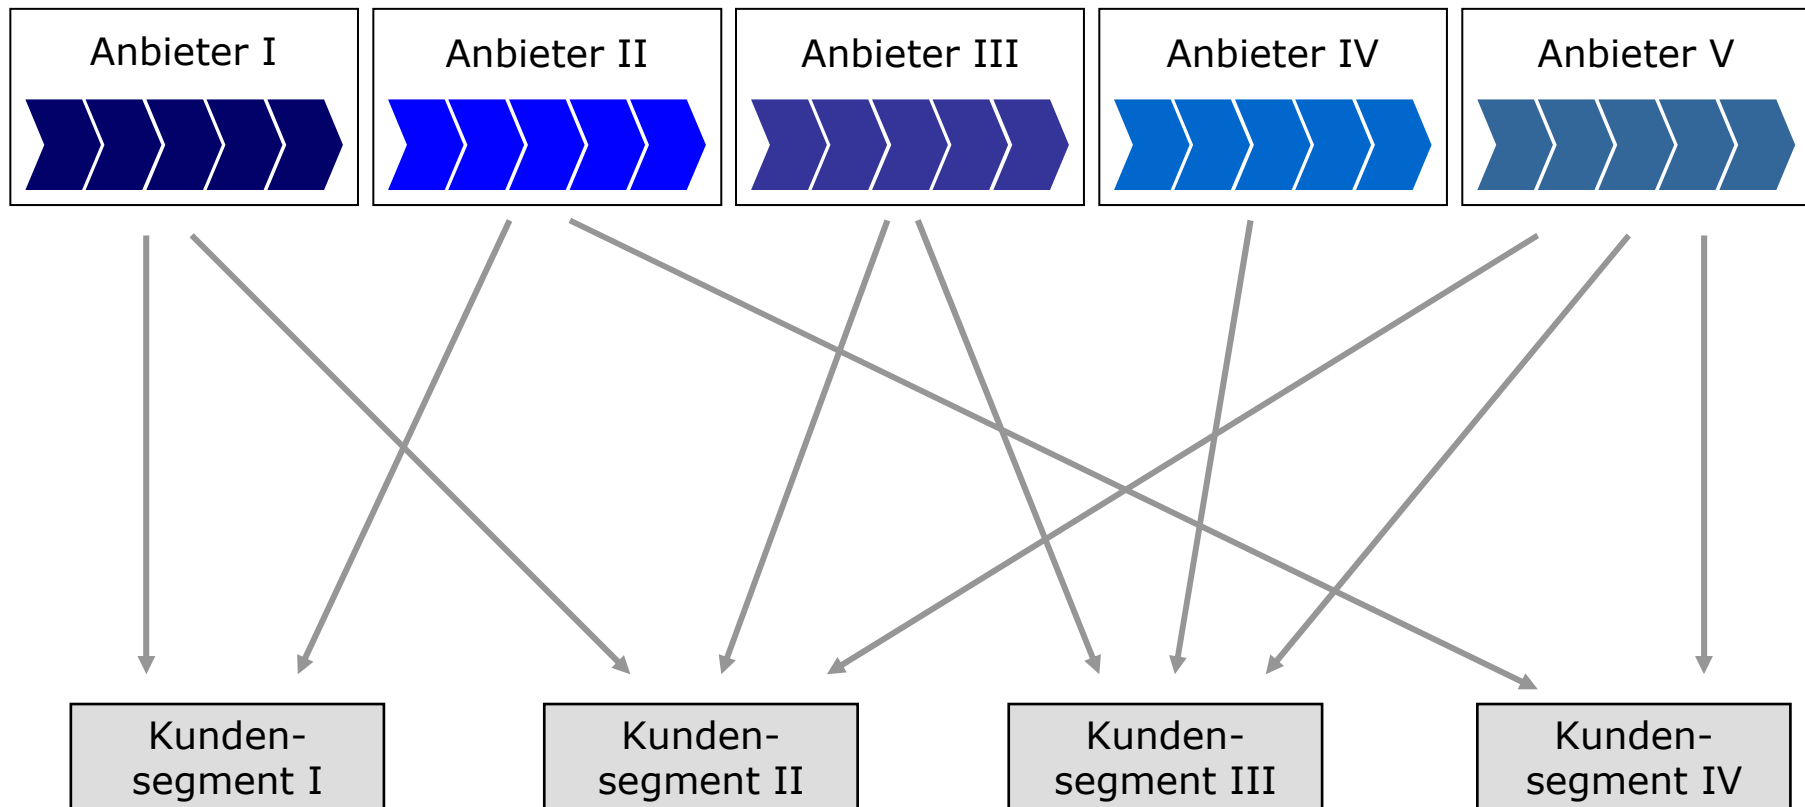 Anbieter I
Anbieter II
Anbieter III
Anbieter IV
Anbieter V
Kunden-
segment I
Kunden-
segment II
Kunden-
segment III
Kunden-
segment IV